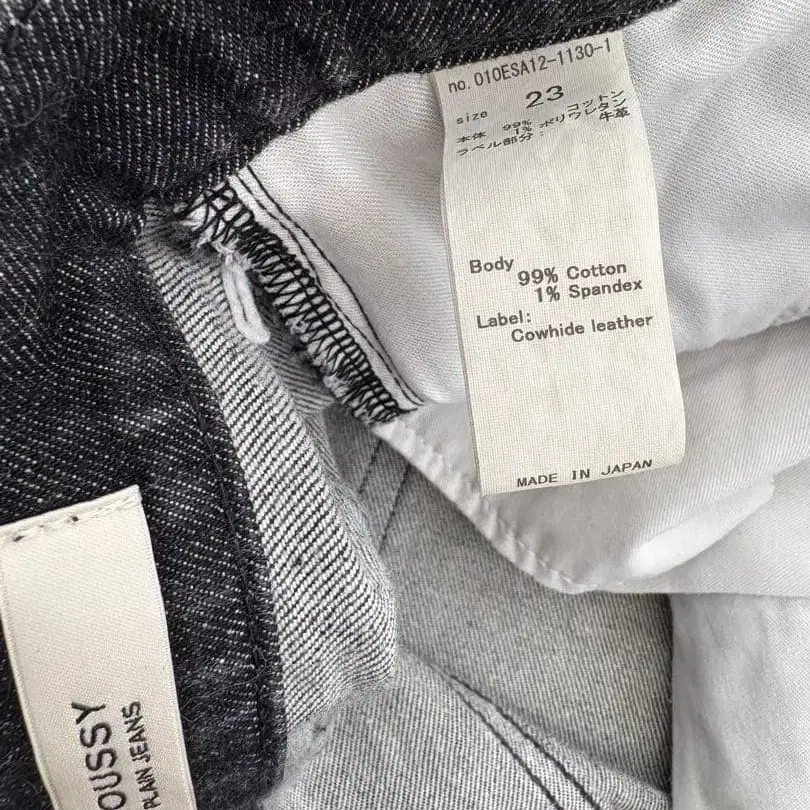 no.010ESA12-1130-1
size 23
本体 99% コットン
1% ポリウレタン
ラベル部分: 牛革
Body
99% Cotton
1% Spandex
Label:
Cowhide leather
MADE IN JAPAN
OUSSY
PLAIN JEANS